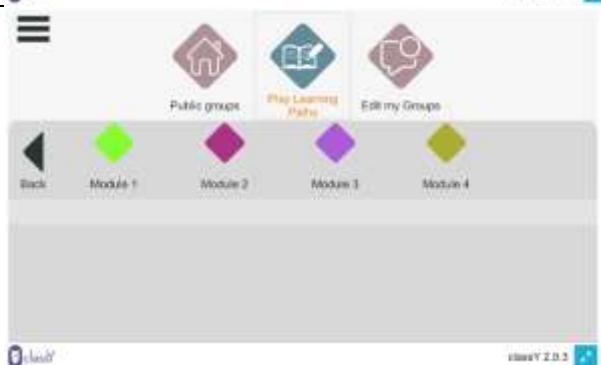 Public groups
Play Learning
Paths
Edit my Groups
Back
Module 1
Module 2
Module 3
Module 4
classY
classY 2.0.3